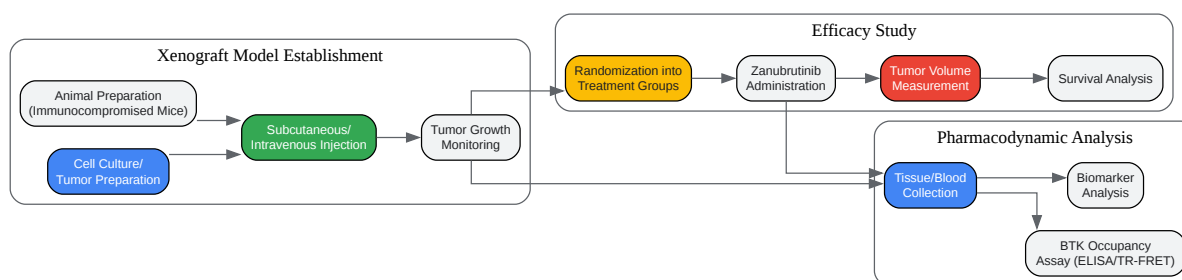 Xenograft Model Establishment
Animal Preparation
(Immunocompromised Mice)
Cell Culture/
Tumor Preparation
Subcutaneous/
Intravenous Injection
Tumor Growth
Monitoring
Efficacy Study
Randomization into
Treatment Groups
Zanubrutinib
Administration
Tumor Volume
Measurement
Survival Analysis
Pharmacodynamic Analysis
Tissue/Blood
Collection
Biomarker
Analysis
BTK Occupancy
Assay (ELISA/TR-FRET)